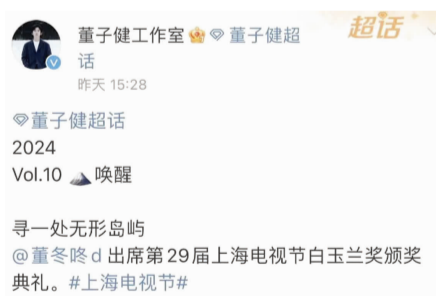 董子健工作室 董子健超
话
超话
昨天 15:28
董子健超话
2024
Vol.10 唤醒
寻一处无形岛屿
@董冬咚d 出席第29届上海电视节白玉兰奖颁奖
典礼。#上海电视节#